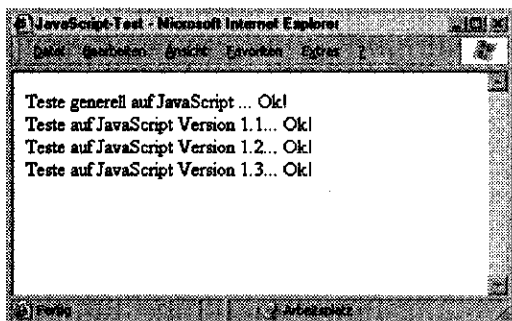 JavaScript-Test - Microsoft Internet Explorer
Datei Bearbeiten Ansicht Favoriten Extras ?
Teste generell auf JavaScript ... Ok!
Teste auf JavaScript Version 1.1... Ok!
Teste auf JavaScript Version 1.2... Ok!
Teste auf JavaScript Version 1.3... Ok!
Fertig Arbeitsplatz